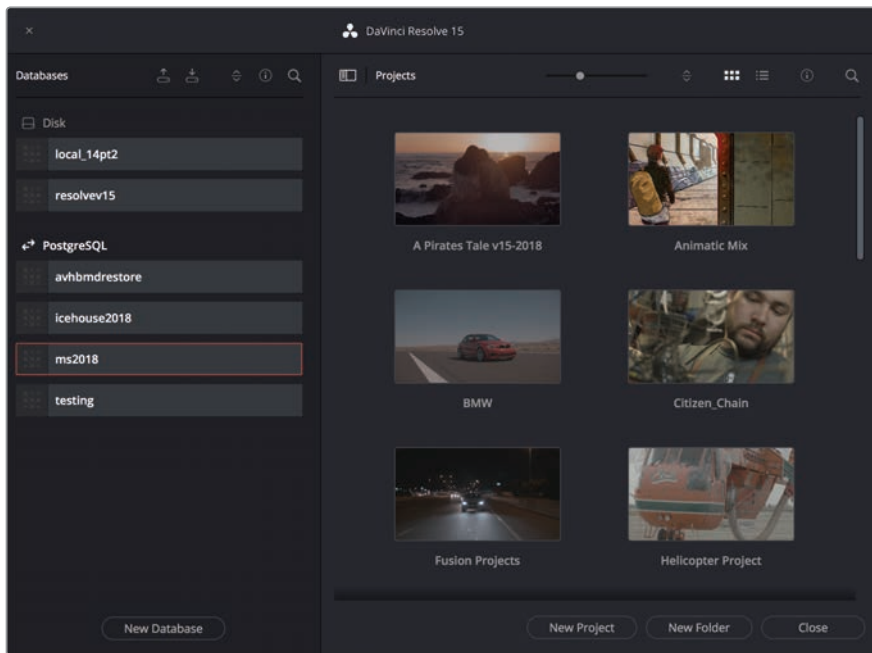 DaVinci Resolve 15
Databases
Projects
Disk
local_14pt2
resolvev15
PostgreSQL
avhbmdrestore
icehouse2018
ms2018
testing
New Database
A Pirates Tale v15-2018
Animatic Mix
BMW
Citizen_Chain
Fusion Projects
Helicopter Project
New Project
New Folder
Close